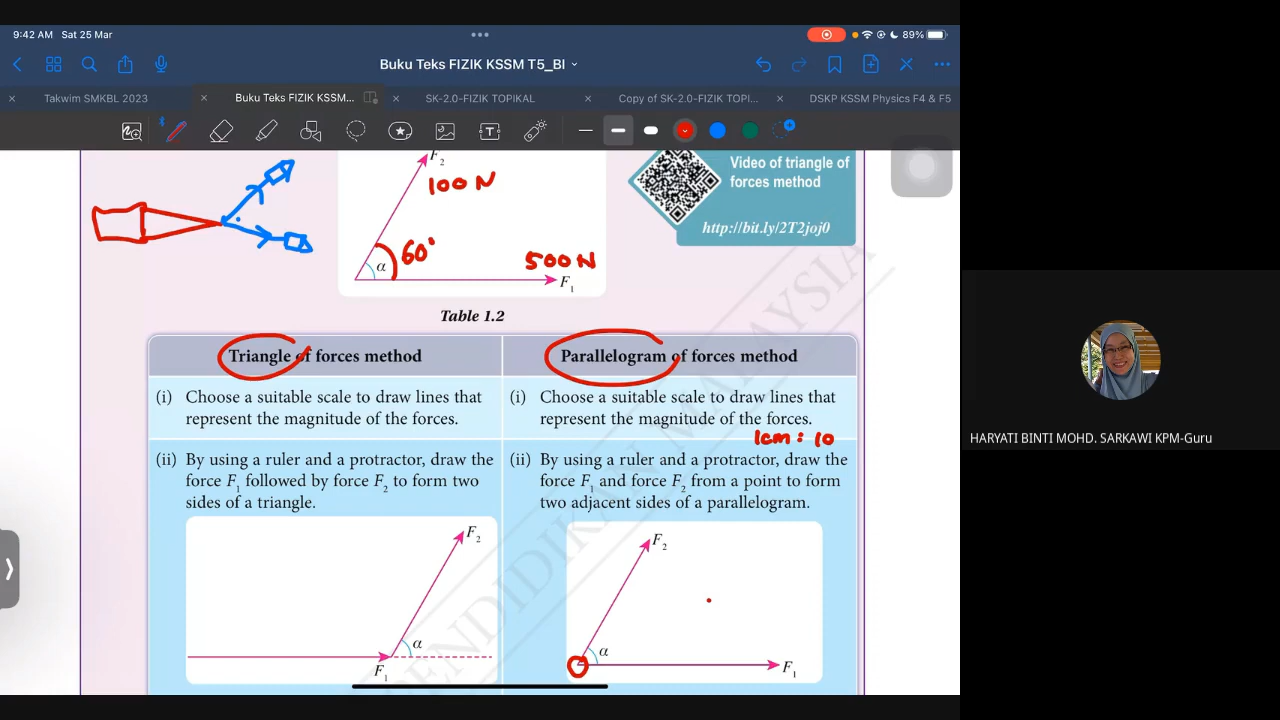 9:42 AM Sat 25 Mar
89%
Buku Teks FIZIK KSSM T5_BI
Takwim SMKBL 2023
Buku Teks FIZIK KSSM...
SK-2.0-FIZIK TOPIKAL
Copy of SK-2.0-FIZIK TOPI...
DSKP KSSM Physics F4 & F5
F2
100 N
60°
α
500 N
F1
Video of triangle of
forces method
http://bit.ly/2T2joj0
Table 1.2
Triangle of forces method
(i) Choose a suitable scale to draw lines that
represent the magnitude of the forces.
(ii) By using a ruler and a protractor, draw the
force F1 followed by force F2 to form two
sides of a triangle.
F2
α
F1
Parallelogram of forces method
(i) Choose a suitable scale to draw lines that
represent the magnitude of the forces.
1cm : 10
(ii) By using a ruler and a protractor, draw the
force F1 and force F2 from a point to form
two adjacent sides of a parallelogram.
F2
α
F1
PENDIDIKAN MALAYSIA
HARYATI BINTI MOHD. SARKAWI KPM-Guru